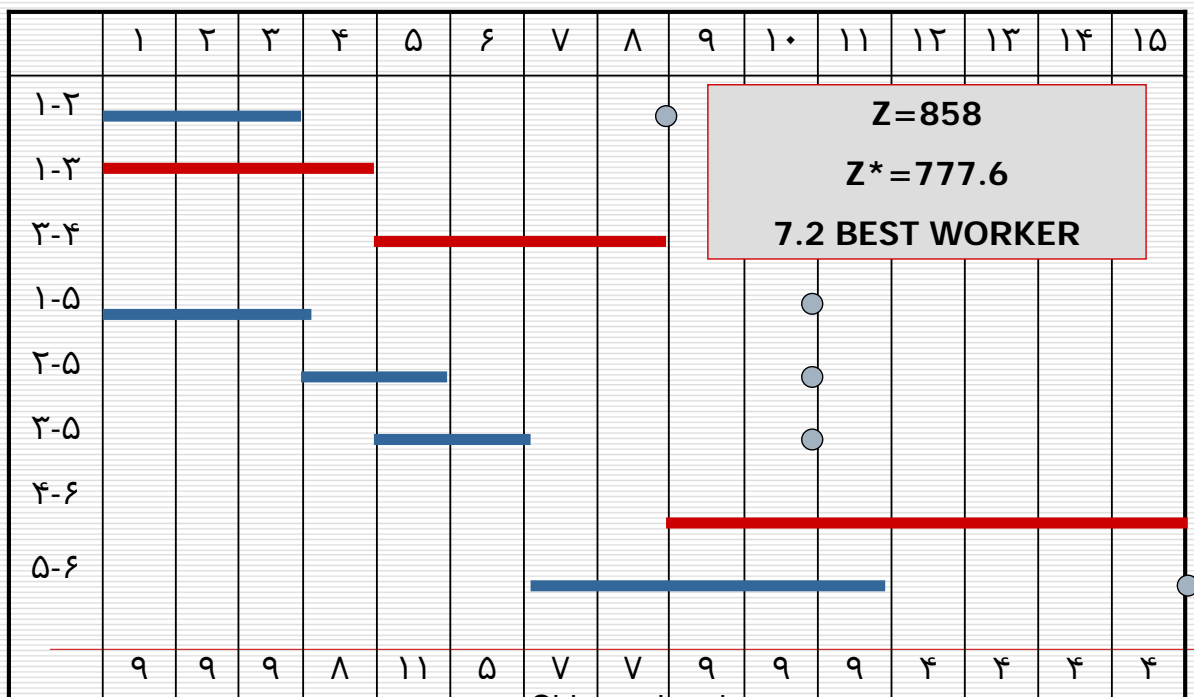 ۱ ۲ ۳ ۴ ۵ ۶ ۷ ۸ ۹ ۱۰ ۱۱ ۱۲ ۱۳ ۱۴ ۱۵
۱-۲
Z=858
۱-۳
Z*=777.6
۳-۴
7.2 BEST WORKER
۱-۵
۲-۵
۳-۵
۴-۶
۵-۶
۹ ۹ ۹ ۸ ۱۱ ۵ ۷ ۷ ۹ ۹ ۹ ۴ ۴ ۴ ۴